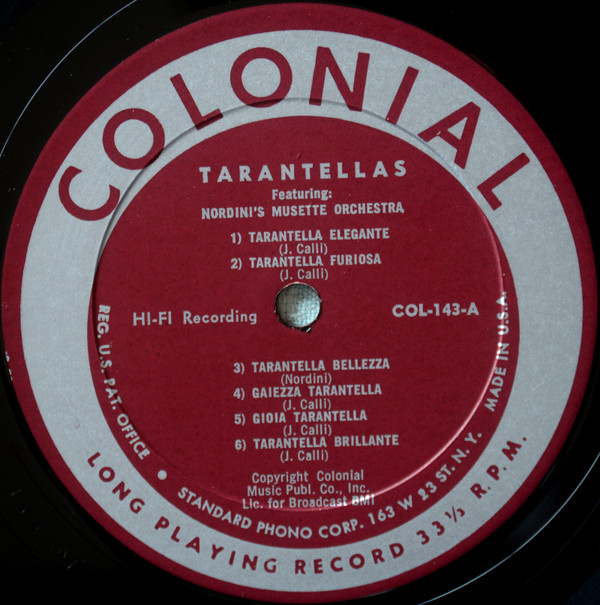 COLONIAL
TARANTELLAS
Featuring:
NORDINI'S MUSETTE ORCHESTRA
1) TARANTELLA ELEGANTE
(J. Calli)
2) TARANTELLA FURIOSA
(J. Calli)
HI-FI Recording
COL-143-A
3) TARANTELLA BELLEZZA
(Nordini)
4) GAIEZZA TARANTELLA
(J. Calli)
5) GIOIA TARANTELLA
(J. Calli)
6) TARANTELLA BRILLANTE
(J. Calli)
Copyright Colonial
Music Publ. Co., Inc.
Lic. for Broadcast BMI
REG. U.S. PAT. OFFICE • STANDARD PHONO CORP. 163 W 23 ST. N.Y. MADE IN U.S.A.
LONG PLAYING RECORD 33⅓ R.P.M.